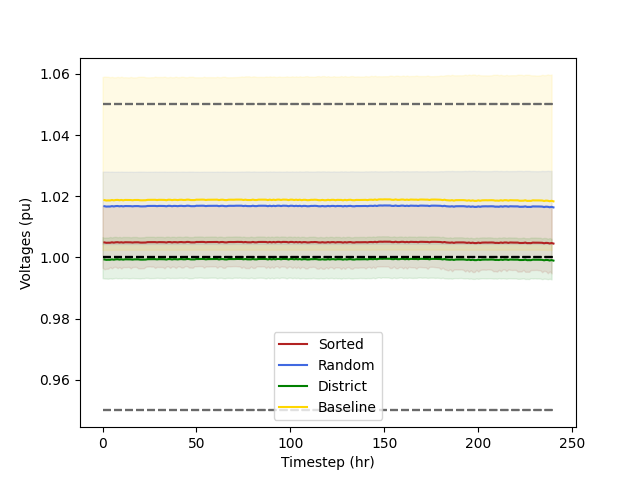 1.06
1.04
1.02
1.00
0.98
0.96
Voltages (pu)
Sorted
Random
District
Baseline
0 50 100 150 200 250
Timestep (hr)